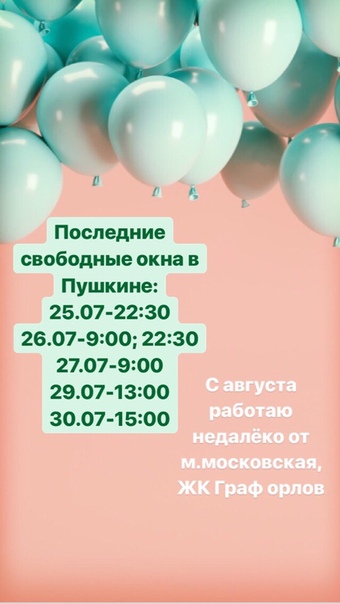 Последние
свободные окна в
Пушкине:
25.07-22:30
26.07-9:00; 22:30
27.07-9:00
29.07-13:00
30.07-15:00
С августа
работаю
недалёко от
м.московская,
ЖК Граф орлов